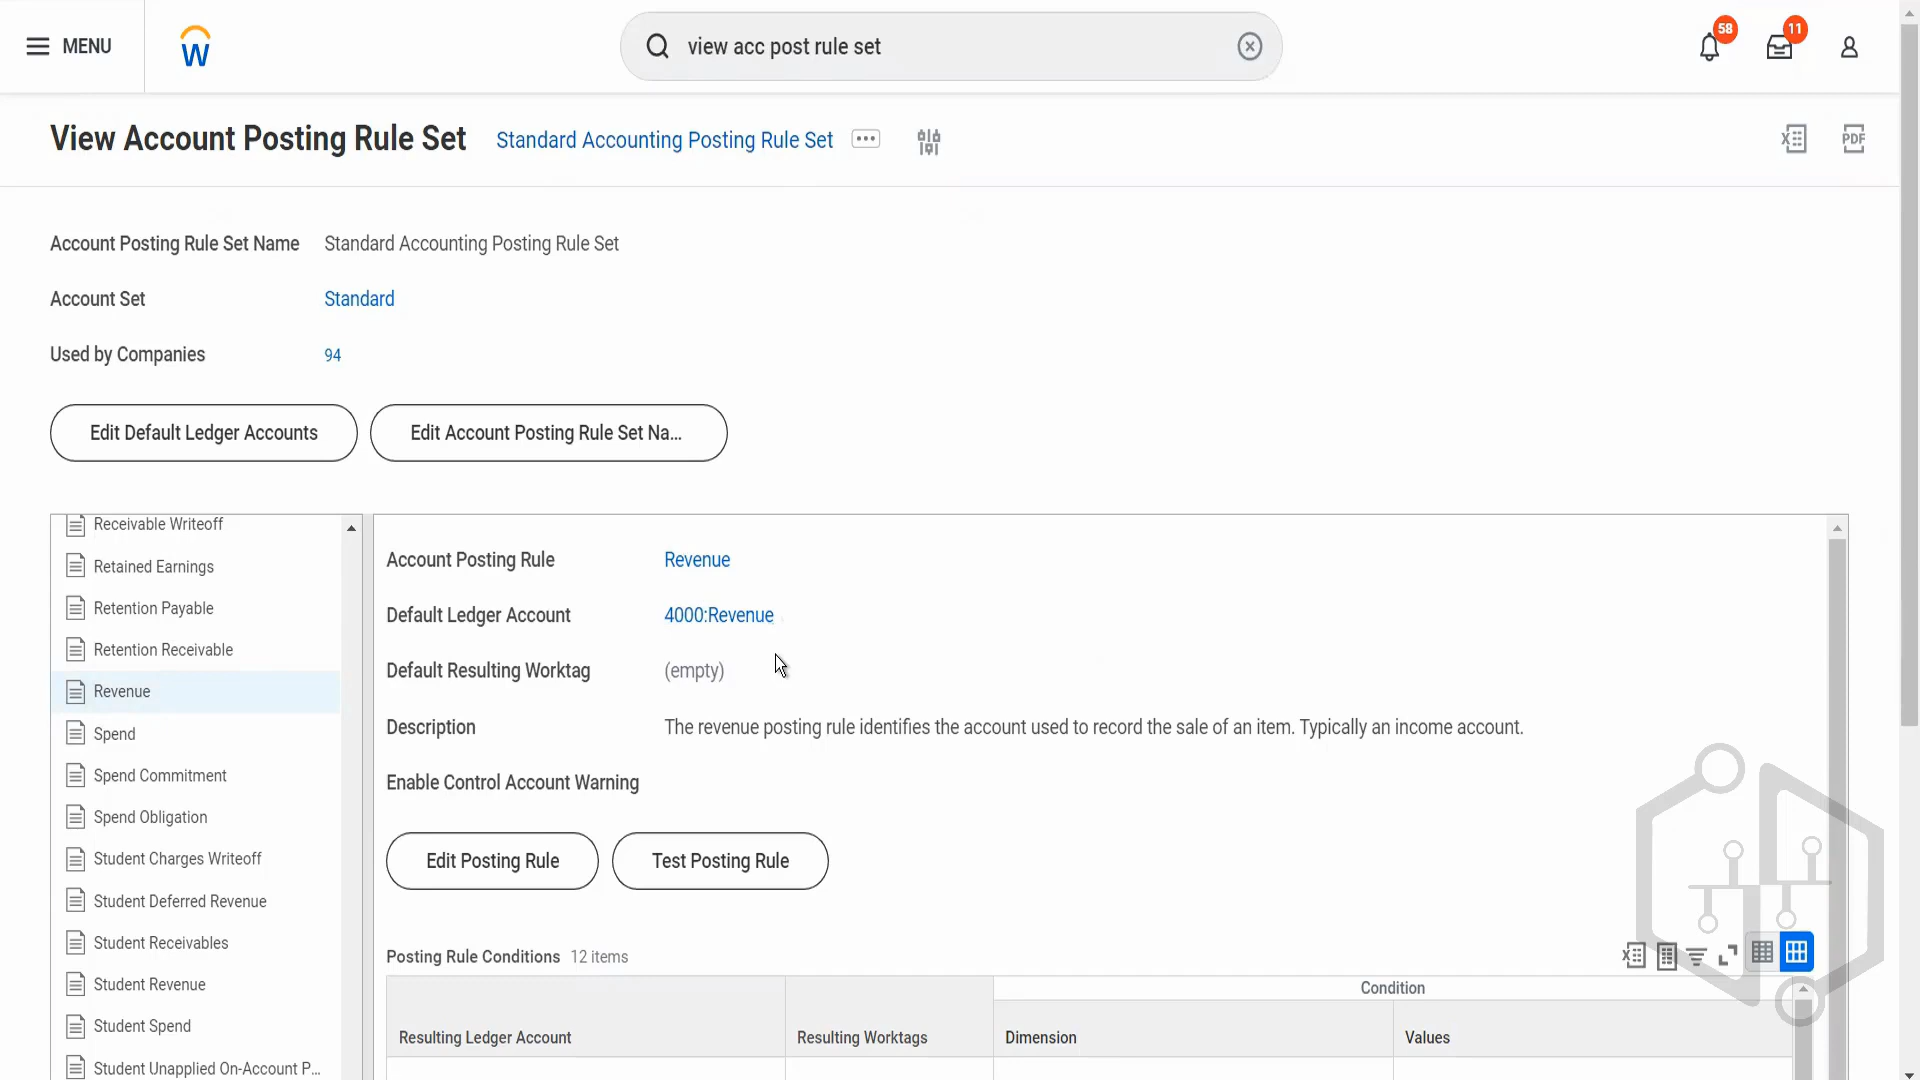 MENU
W
view acc post rule set
58
11
View Account Posting Rule Set
Standard Accounting Posting Rule Set
X
PDF
Account Posting Rule Set Name
Standard Accounting Posting Rule Set
Account Set
Standard
Used by Companies
94
Edit Default Ledger Accounts
Edit Account Posting Rule Set Na...
Receivable Writeoff
Retained Earnings
Retention Payable
Retention Receivable
Revenue
Spend
Spend Commitment
Spend Obligation
Student Charges Writeoff
Student Deferred Revenue
Student Receivables
Student Revenue
Student Spend
Student Unapplied On-Account P...
Account Posting Rule
Revenue
Default Ledger Account
4000:Revenue
Default Resulting Worktag
(empty)
Description
The revenue posting rule identifies the account used to record the sale of an item. Typically an income account.
Enable Control Account Warning
Edit Posting Rule
Test Posting Rule
Posting Rule Conditions 12 items
X
Condition
Resulting Ledger Account
Resulting Worktags
Dimension
Values